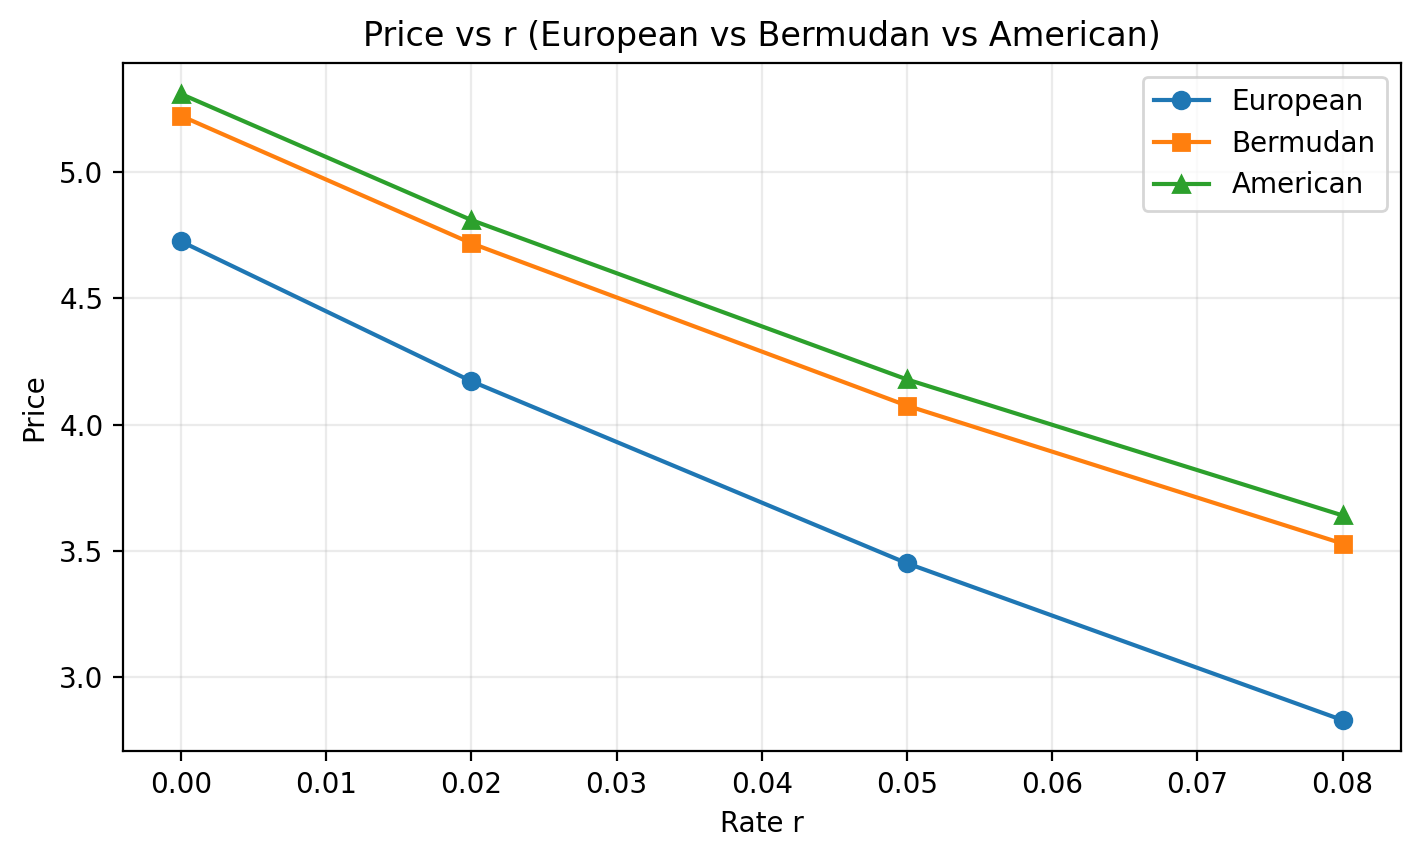 Price vs r (European vs Bermudan vs American)
European
Bermudan
American
5.0
4.5
4.0
3.5
3.0
Price
0.00 0.01 0.02 0.03 0.04 0.05 0.06 0.07 0.08
Rate r